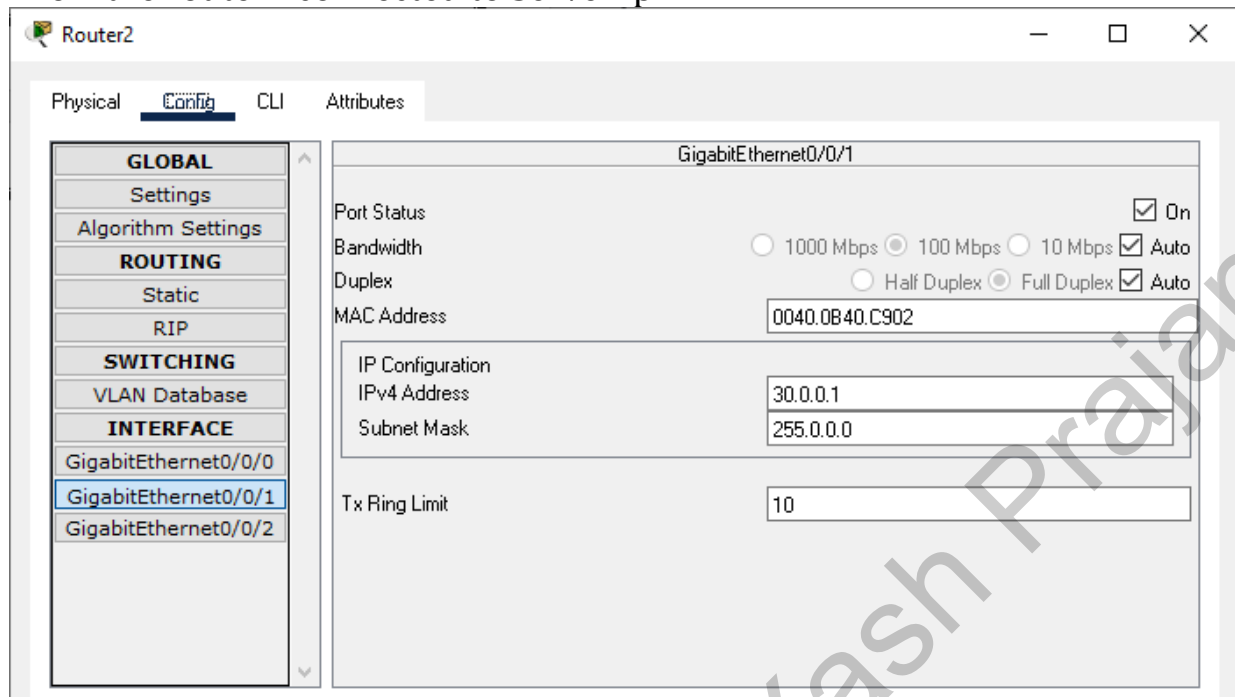 Router2
Physical Config CLI Attributes
GLOBAL
Settings
Algorithm Settings
ROUTING
Static
RIP
SWITCHING
VLAN Database
INTERFACE
GigabitEthernet0/0/0
GigabitEthernet0/0/1
GigabitEthernet0/0/2
GigabitEthernet0/0/1
Port Status On
Bandwidth 1000 Mbps 100 Mbps 10 Mbps Auto
Duplex Half Duplex Full Duplex Auto
MAC Address 0040.0B40.C902
IP Configuration
IPv4 Address 30.0.0.1
Subnet Mask 255.0.0.0
Tx Ring Limit 10